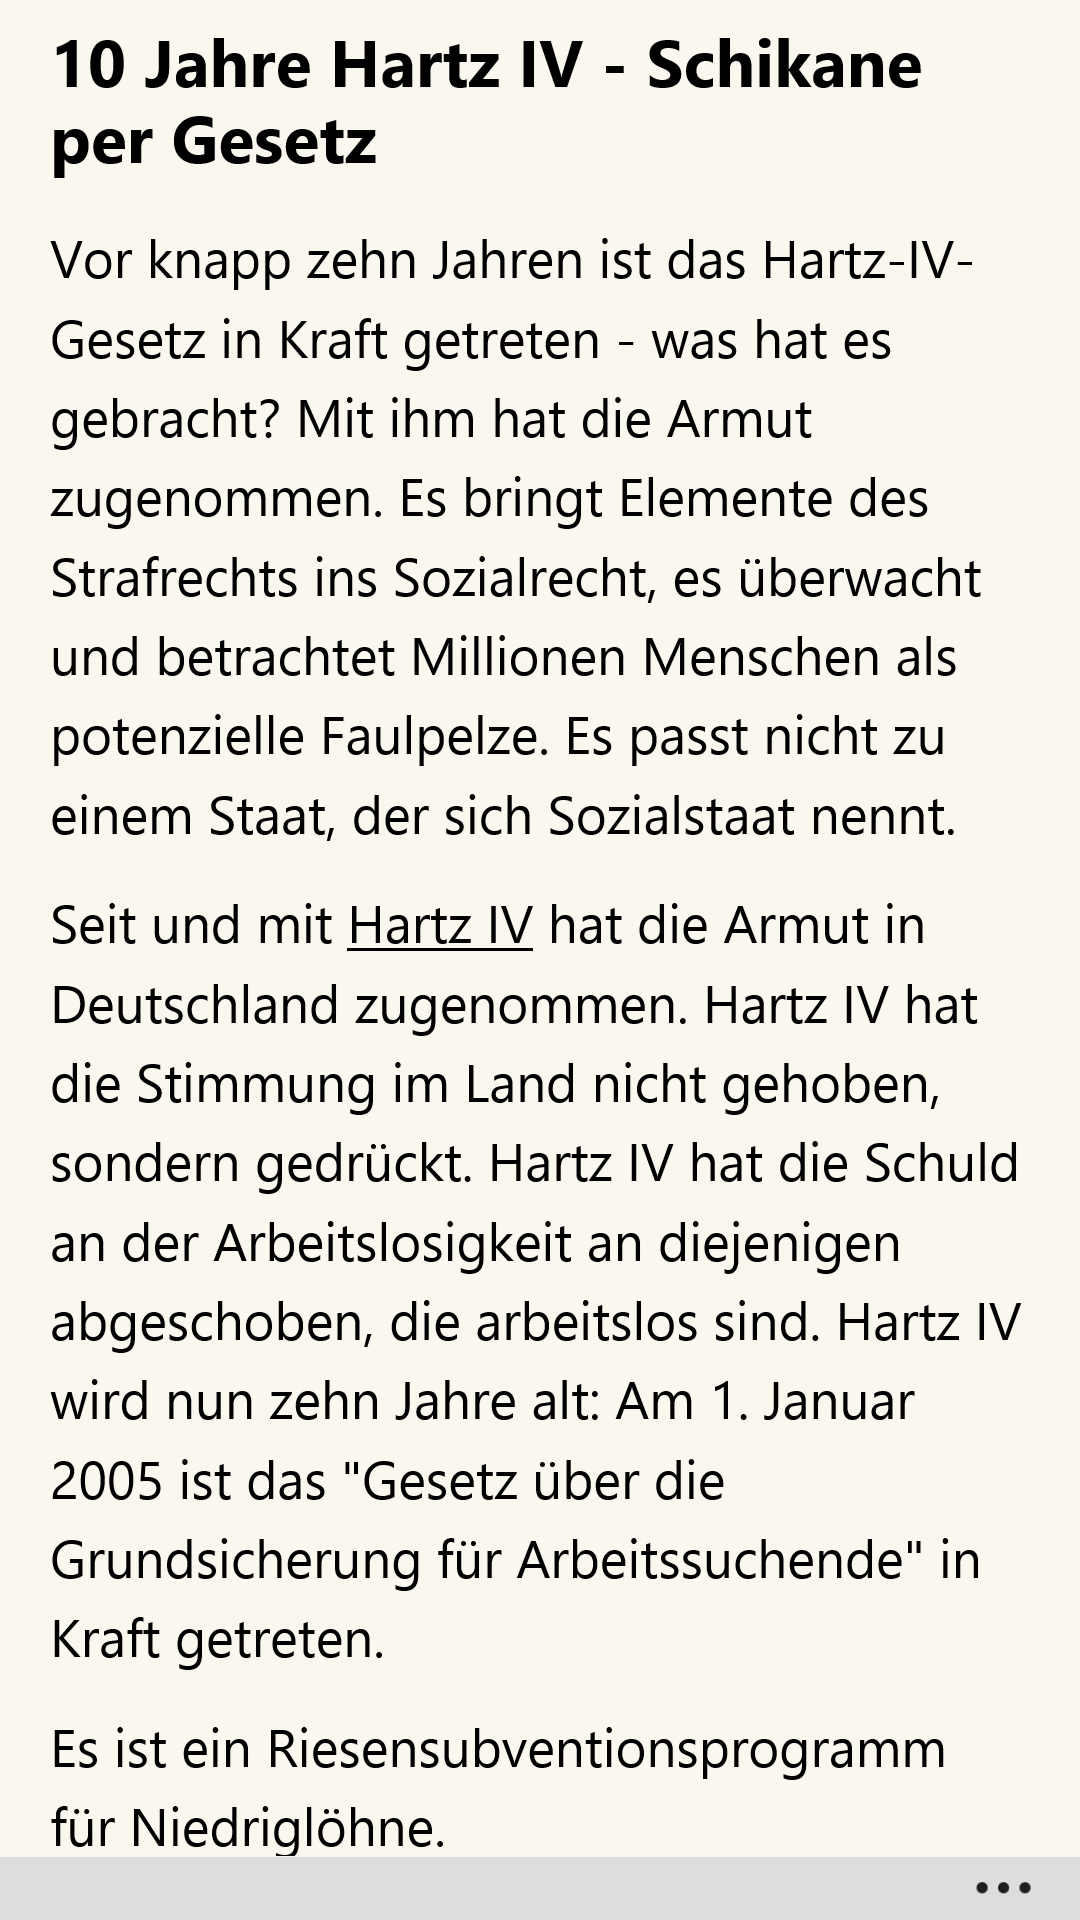 10 Jahre Hartz IV - Schikane
per Gesetz
Vor knapp zehn Jahren ist das Hartz-IV-
Gesetz in Kraft getreten - was hat es
gebracht? Mit ihm hat die Armut
zugenommen. Es bringt Elemente des
Strafrechts ins Sozialrecht, es überwacht
und betrachtet Millionen Menschen als
potenzielle Faulpelze. Es passt nicht zu
einem Staat, der sich Sozialstaat nennt.
Seit und mit Hartz IV hat die Armut in
Deutschland zugenommen. Hartz IV hat
die Stimmung im Land nicht gehoben,
sondern gedrückt. Hartz IV hat die Schuld
an der Arbeitslosigkeit an diejenigen
abgeschoben, die arbeitslos sind. Hartz IV
wird nun zehn Jahre alt: Am 1. Januar
2005 ist das "Gesetz über die
Grundsicherung für Arbeitssuchende" in
Kraft getreten.
Es ist ein Riesensubventionsprogramm
für Niedriglöhne.